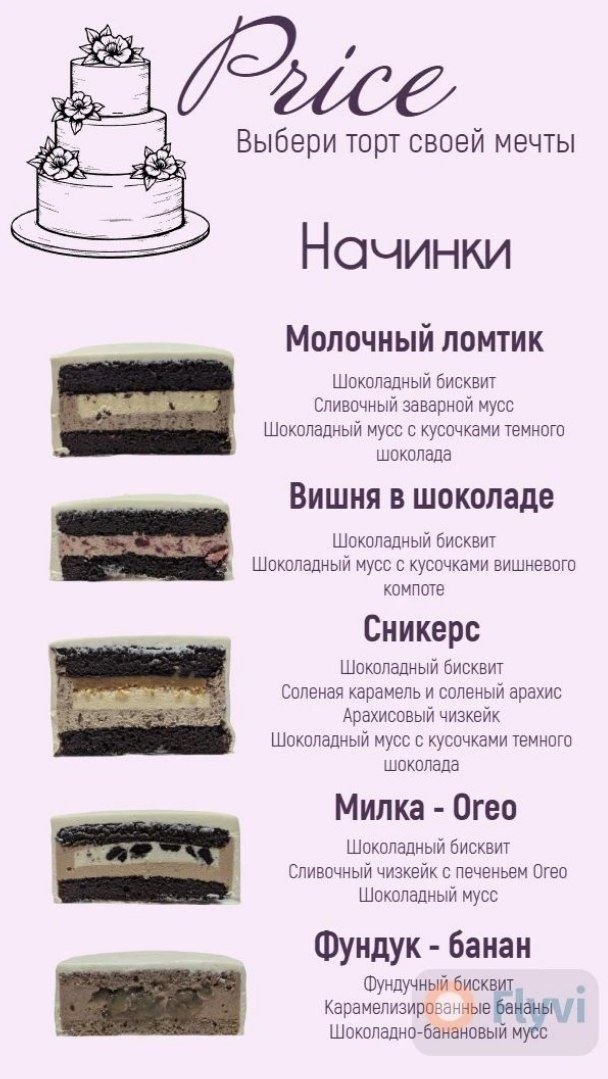 Price
Выбери торт своей мечты
Начинки
Молочный ломтик
Шоколадный бисквит
Сливочный заварной мусс
Шоколадный мусс с кусочками темного
шоколада
Вишня в шоколаде
Шоколадный бисквит
Шоколадный мусс с кусочками вишневого
компоте
Сникерс
Шоколадный бисквит
Соленая карамель и соленый арахис
Арахисовый чизкейк
Шоколадный мусс с кусочками темного
шоколада
Милка - Oreo
Шоколадный бисквит
Сливочный чизкейк с печеньем Oreo
Шоколадный мусс
Фундук - банан
Фундучный бисквит
Карамелизированные бананы
Шоколадно-банановый мусс
Flyvi